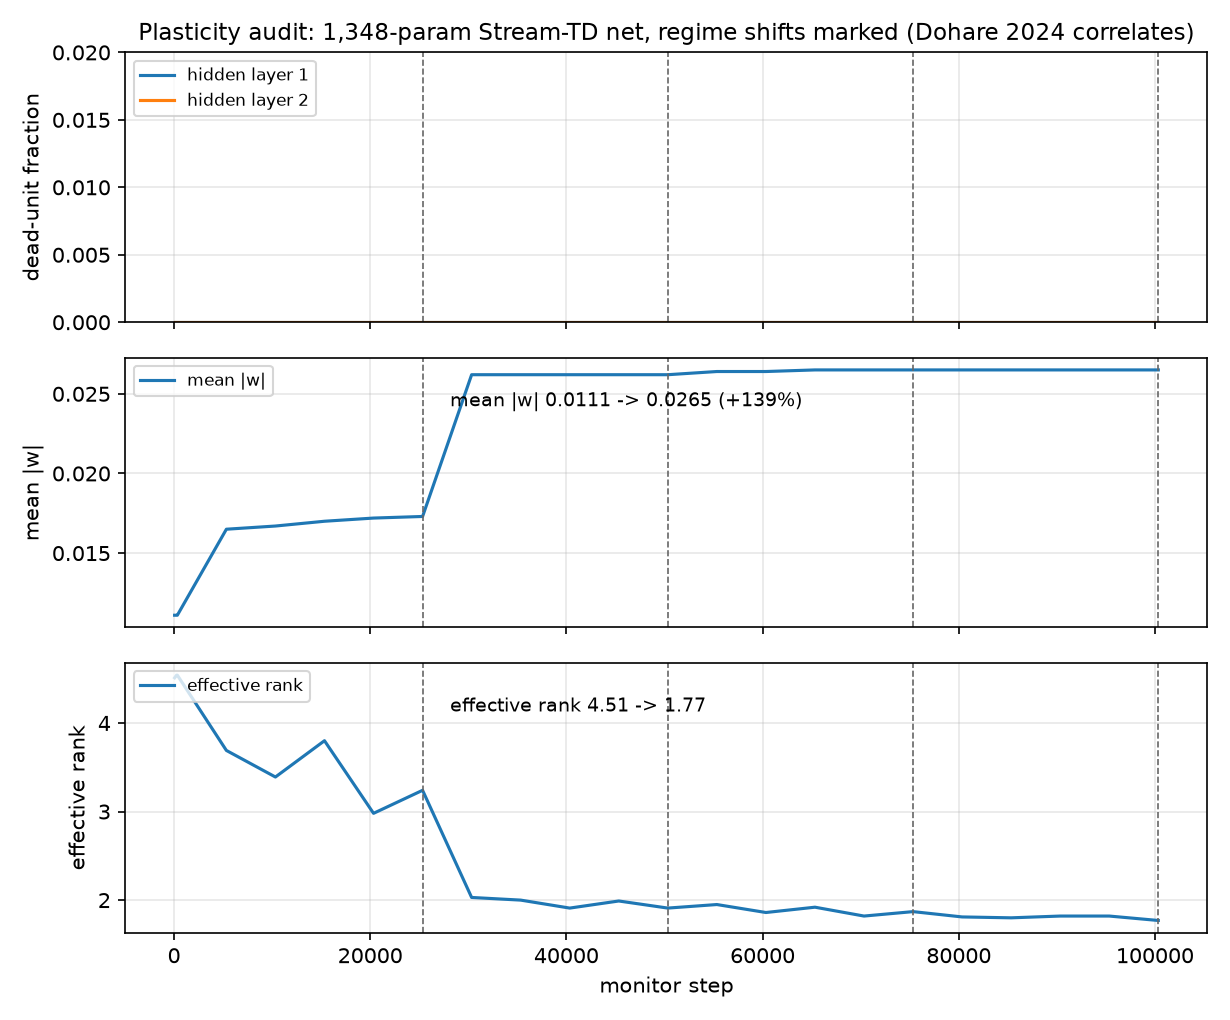 Plasticity audit: 1,348-param Stream-TD net, regime shifts marked (Dohare 2024 correlates)
0.020
0.015
0.010
0.005
0.000
dead-unit fraction
hidden layer 1
hidden layer 2
0.025
0.020
0.015
mean |w|
mean |w|
mean |w| 0.0111 -> 0.0265 (+139%)
4
3
2
effective rank
effective rank
effective rank 4.51 -> 1.77
0
20000
40000
60000
80000
100000
monitor step